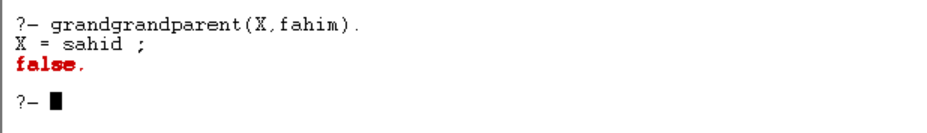 ?- grandgrandparent(X,fahim).
X = sahid ;
false.
?-